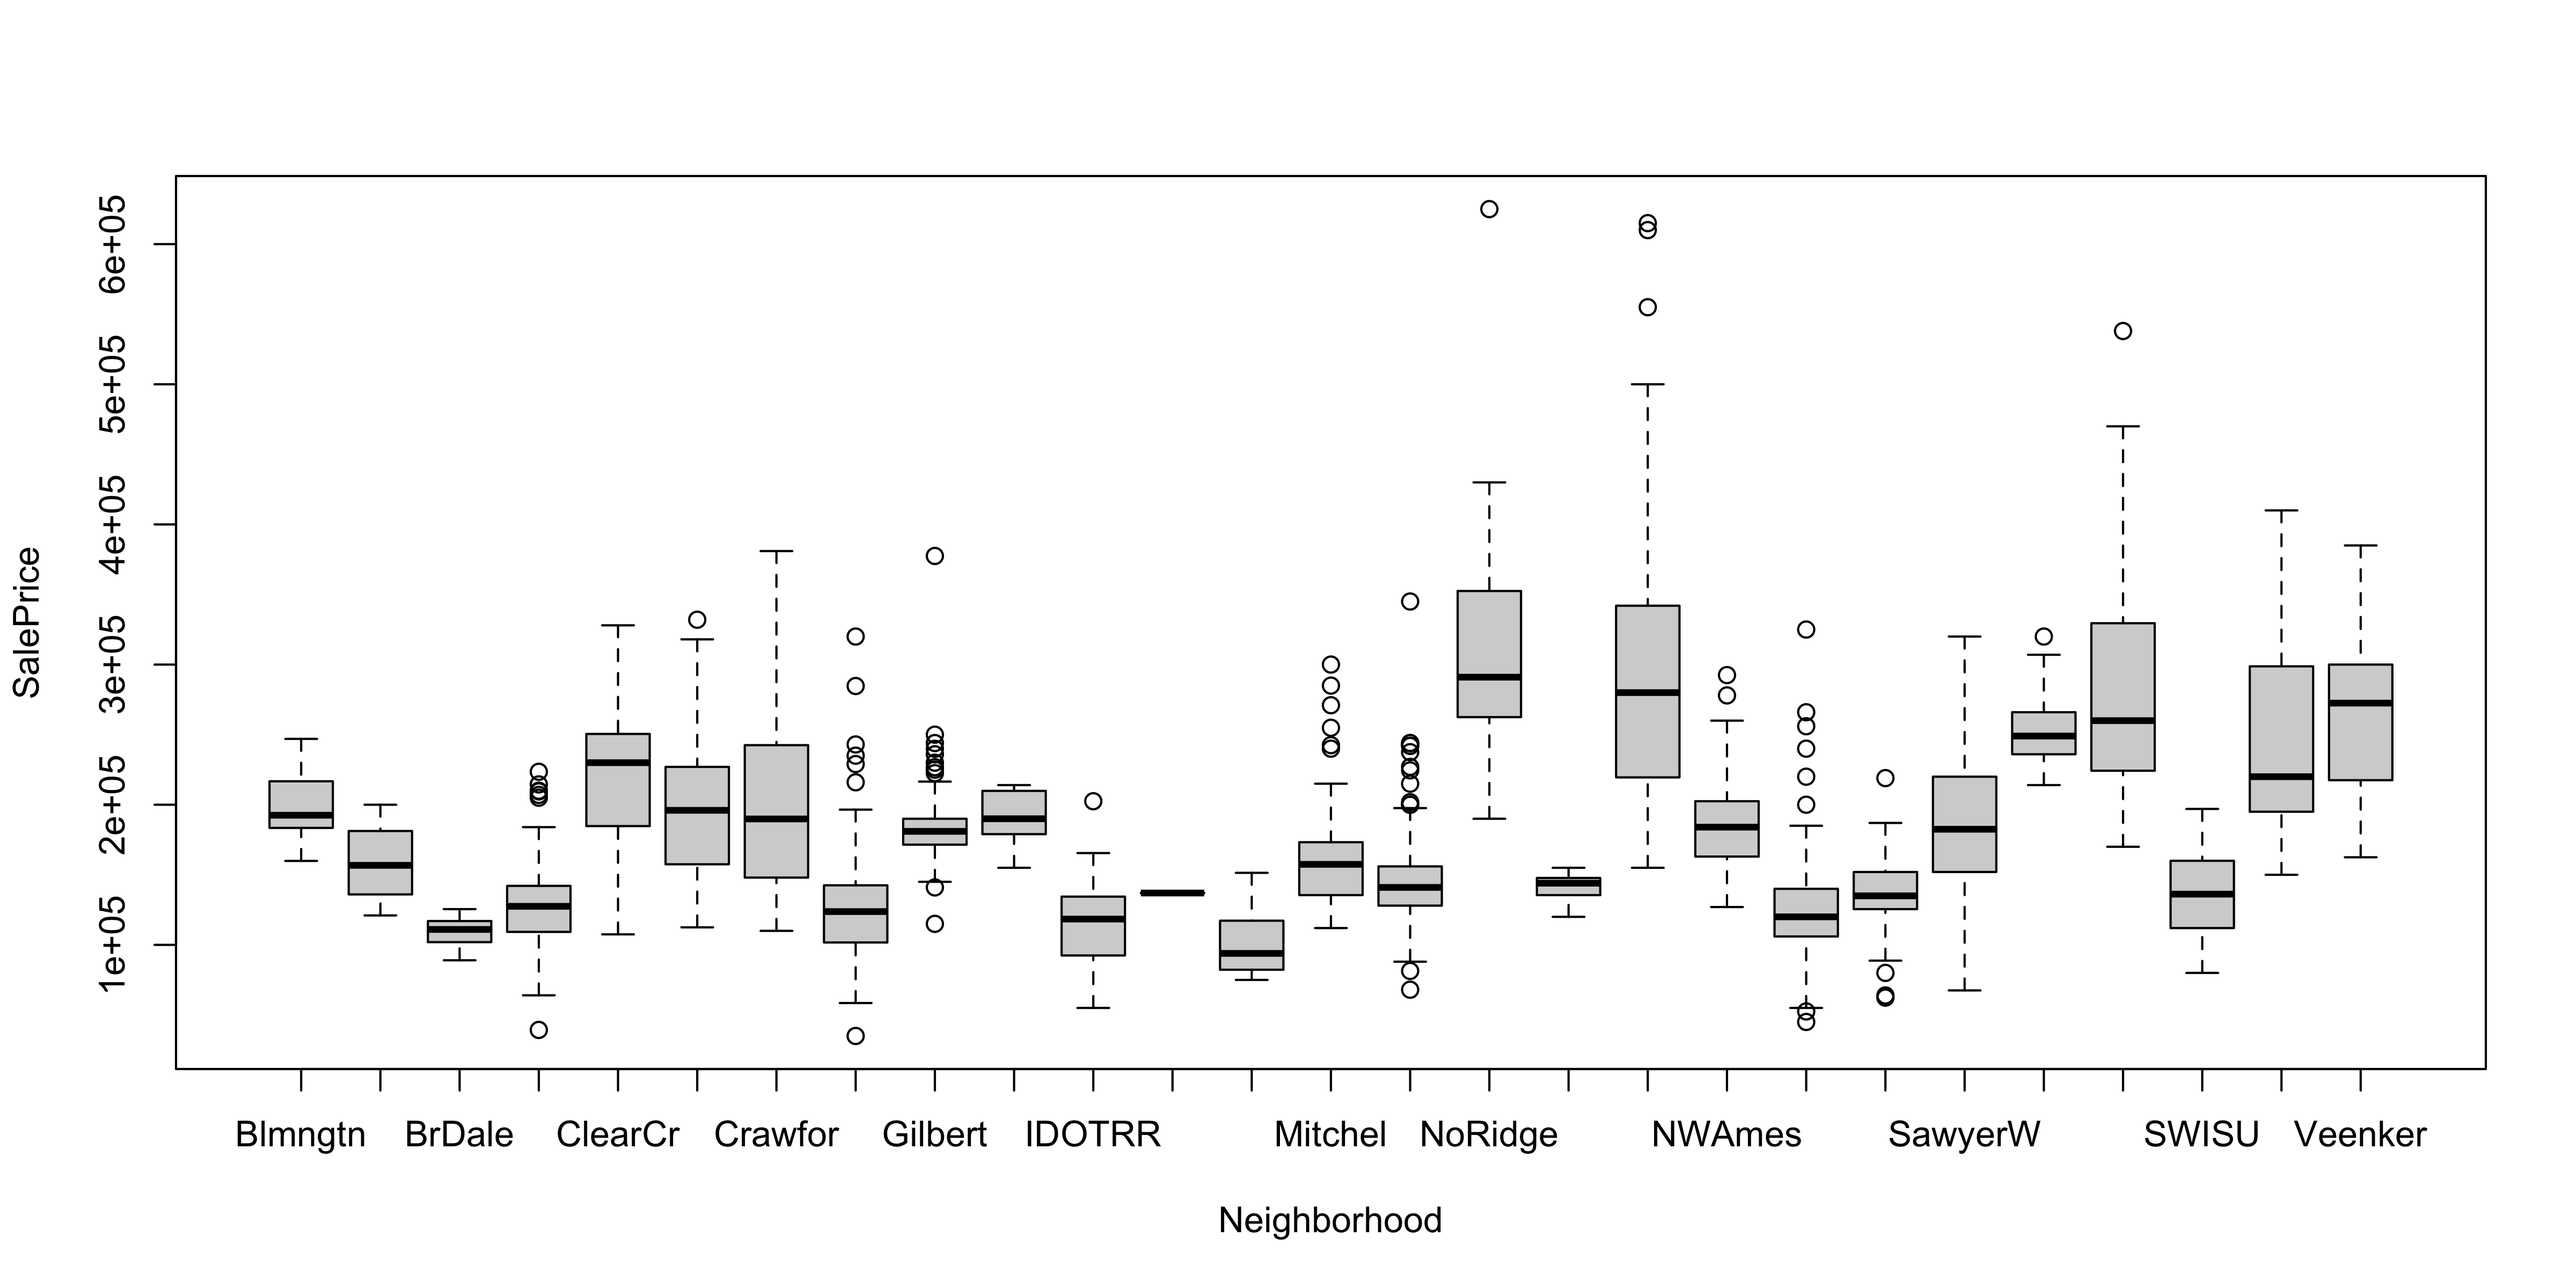 SalePrice
6e+05
5e+05
4e+05
3e+05
2e+05
1e+05
Blmngtn BrDale ClearCr Crawfor Gilbert IDOTRR Mitchel NoRidge NWAmes SawyerW SWISU Veenker
Neighborhood